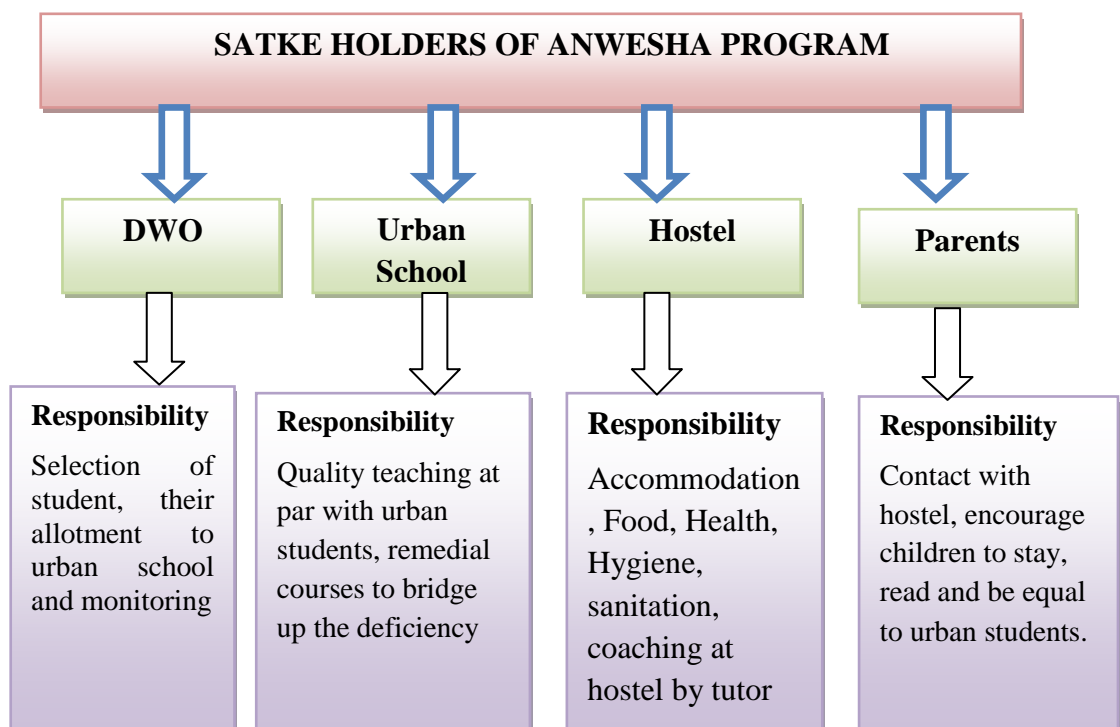 SATKE HOLDERS OF ANWESHA PROGRAM
DWO
Urban
School
Hostel
Parents
Responsibility
Selection of
student, their
allotment to
urban school
and monitoring
Responsibility
Quality teaching at
par with urban
students, remedial
courses to bridge
up the deficiency
Responsibility
Accommodation
, Food, Health,
Hygiene,
sanitation,
coaching at
hostel by tutor
Responsibility
Contact with
hostel, encourage
children to stay,
read and be equal
to urban students.